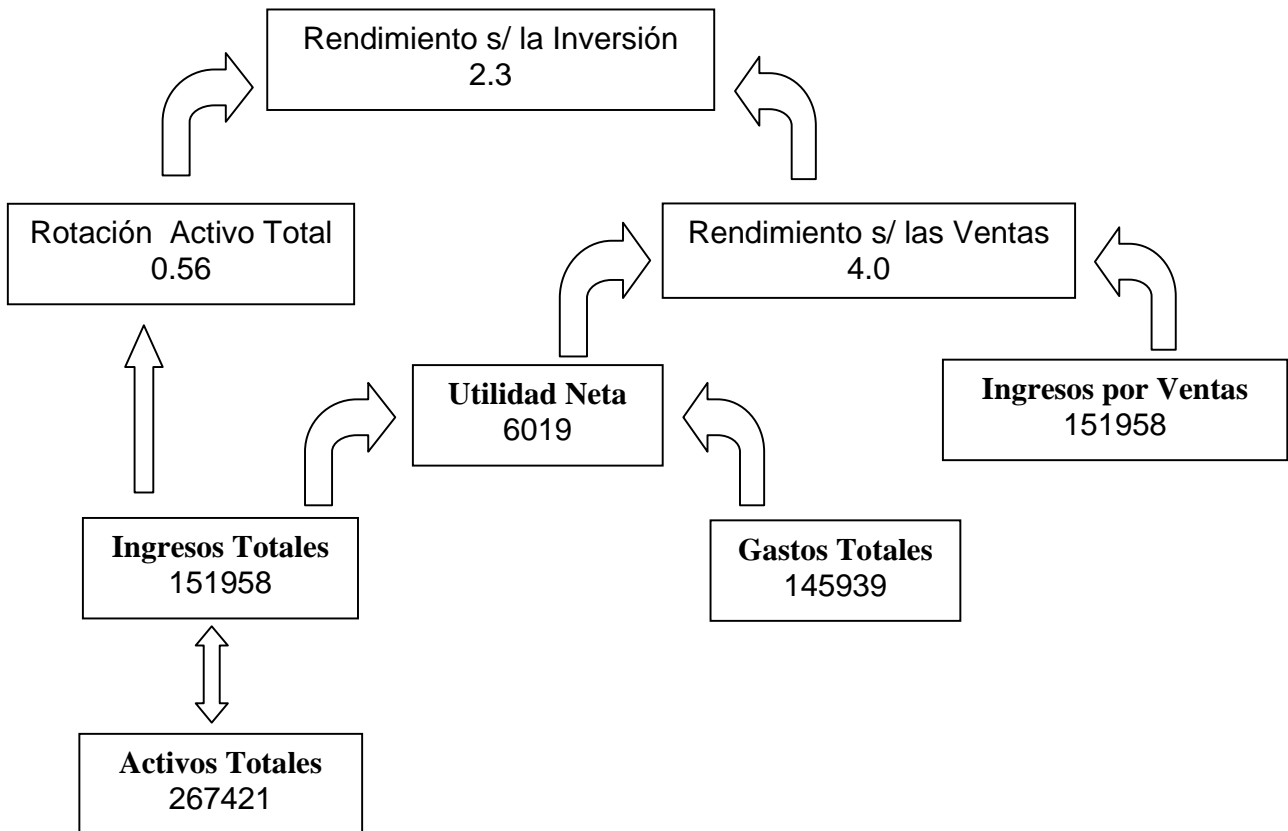 Rendimiento s/ la Inversión
2.3
Rotación Activo Total
0.56
Rendimiento s/ las Ventas
4.0
Utilidad Neta
6019
Ingresos por Ventas
151958
Ingresos Totales
151958
Gastos Totales
145939
Activos Totales
267421